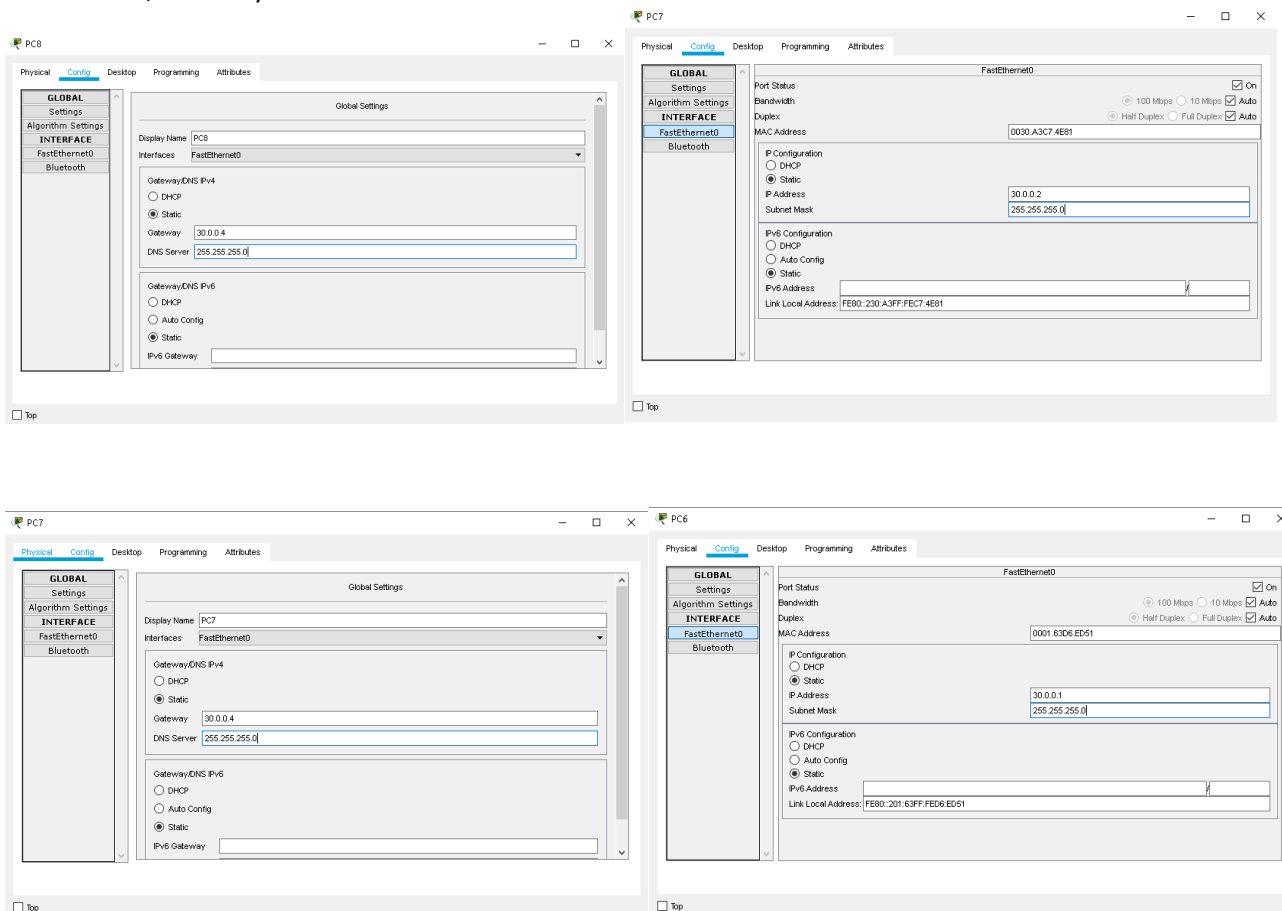 PC8
Physical Config Desktop Programming Attributes
GLOBAL
Settings
Algorithm Settings
INTERFACE
FastEthernet0
Bluetooth
Global Settings
Display Name PC8
Interfaces FastEthernet0
Gateway/DNS IPv4
DHCP
Static
Gateway 30.0.0.4
DNS Server 255.255.255.0
Gateway/DNS IPv6
DHCP
Auto Config
Static
IPv6 Gateway
Top
PC7
Physical Config Desktop Programming Attributes
GLOBAL
Settings
Algorithm Settings
INTERFACE
FastEthernet0
Bluetooth
FastEthernet0
Port Status On
Bandwidth 100 Mbps 10 Mbps Auto
Duplex Half Duplex Full Duplex Auto
MAC Address 0030.A3C7.4E81
IP Configuration
DHCP
Static
IP Address 30.0.0.2
Subnet Mask 255.255.255.0
IPv6 Configuration
DHCP
Auto Config
Static
IPv6 Address /
Link Local Address: FE80::230:A3FF:FEC7:4E81
Top
PC7
Physical Config Desktop Programming Attributes
GLOBAL
Settings
Algorithm Settings
INTERFACE
FastEthernet0
Bluetooth
Global Settings
Display Name PC7
Interfaces FastEthernet0
Gateway/DNS IPv4
DHCP
Static
Gateway 30.0.0.4
DNS Server 255.255.255.0
Gateway/DNS IPv6
DHCP
Auto Config
Static
IPv6 Gateway
Top
PC6
Physical Config Desktop Programming Attributes
GLOBAL
Settings
Algorithm Settings
INTERFACE
FastEthernet0
Bluetooth
FastEthernet0
Port Status On
Bandwidth 100 Mbps 10 Mbps Auto
Duplex Half Duplex Full Duplex Auto
MAC Address 0001.63D6.ED51
IP Configuration
DHCP
Static
IP Address 30.0.0.1
Subnet Mask 255.255.255.0
IPv6 Configuration
DHCP
Auto Config
Static
IPv6 Address /
Link Local Address: FE80::201:63FF:FED6:ED51
Top